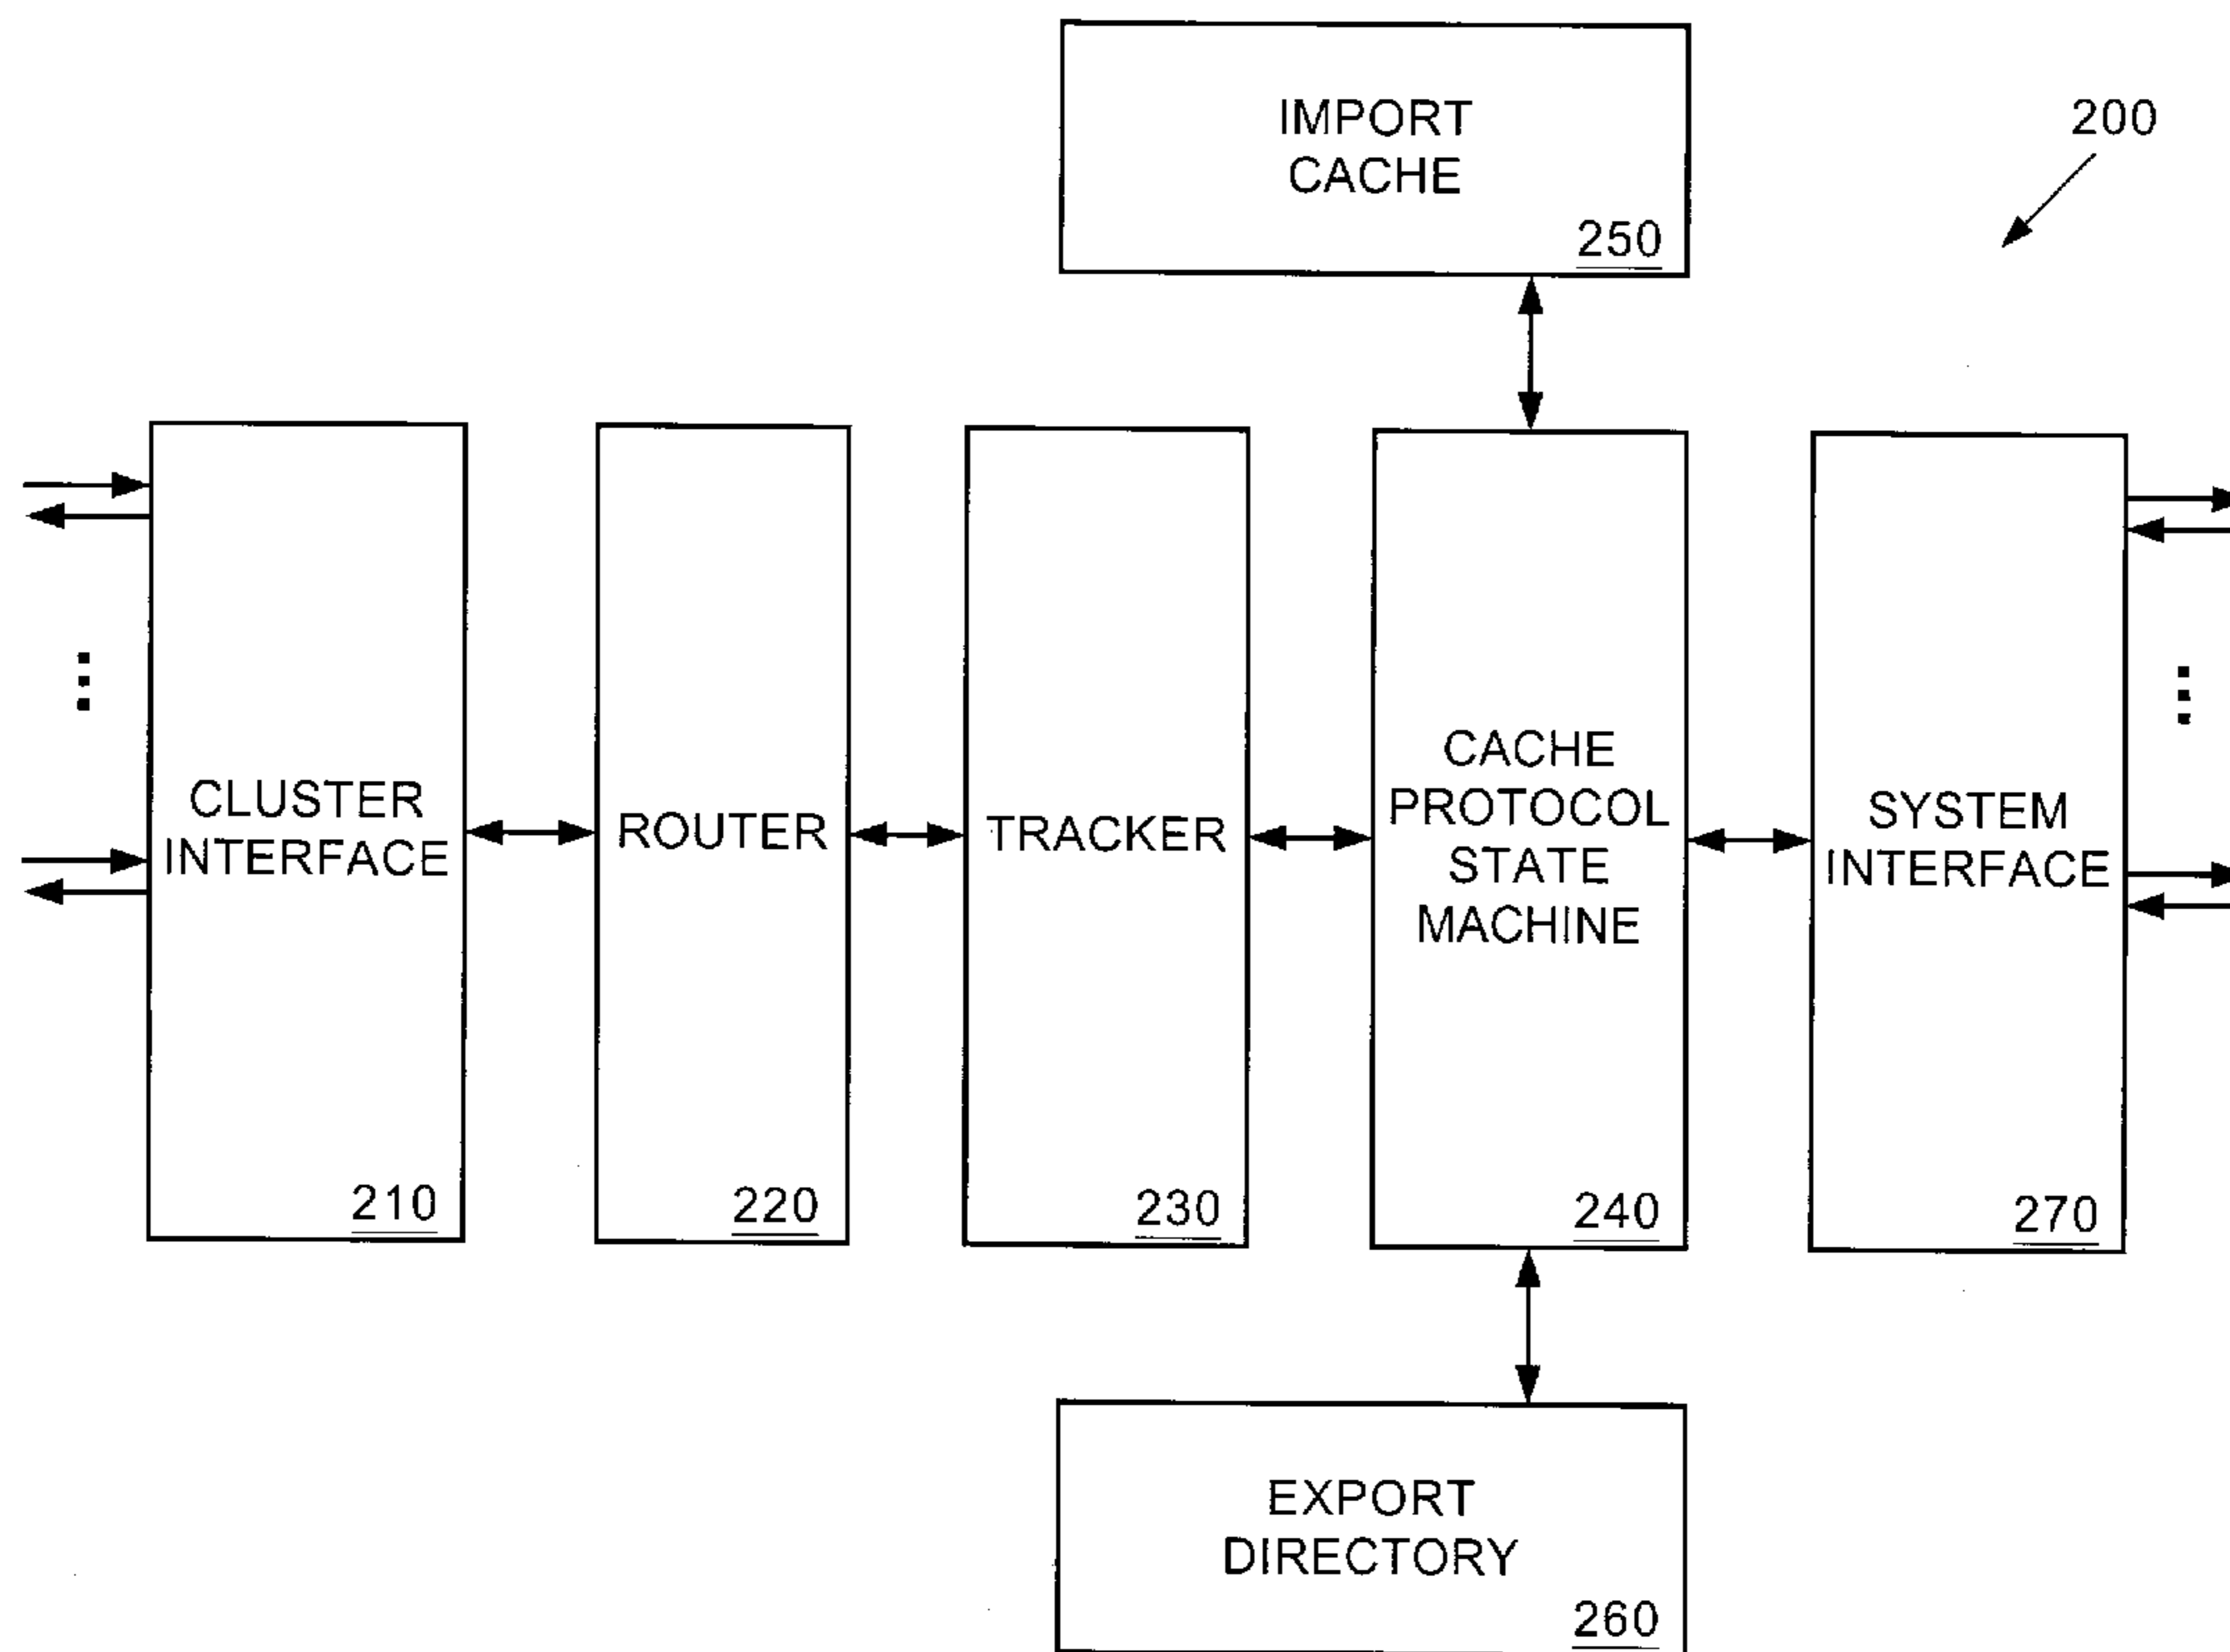 IMPORT
CACHE
250
200
CLUSTER
INTERFACE
210
ROUTER
220
TRACKER
230
CACHE
PROTOCOL
STATE
MACHINE
240
SYSTEM
INTERFACE
270
EXPORT
DIRECTORY
260